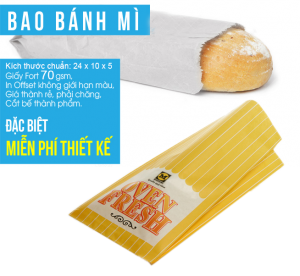 BAO BÁNH MÌ
Kích thước chuẩn: 24 x 10 x 5
Giấy Fort 70 gsm,
In Offset không giới hạn màu,
Giá thành rẻ, phải chăng,
Cắt bế thành phẩm.
ĐẶC BIỆT
MIỄN PHÍ THIẾT KẾ
VEN
FRESH